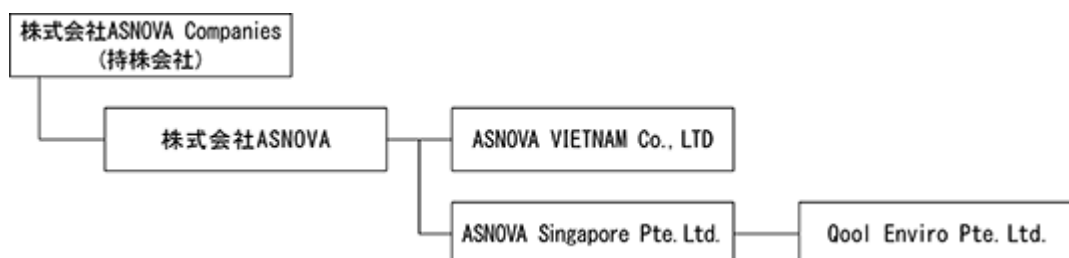 株式会社ASNOVA Companies
(持株会社)
株式会社ASNOVA
ASNOVA VIETNAM Co., LTD
ASNOVA Singapore Pte. Ltd.
Qool Enviro Pte. Ltd.